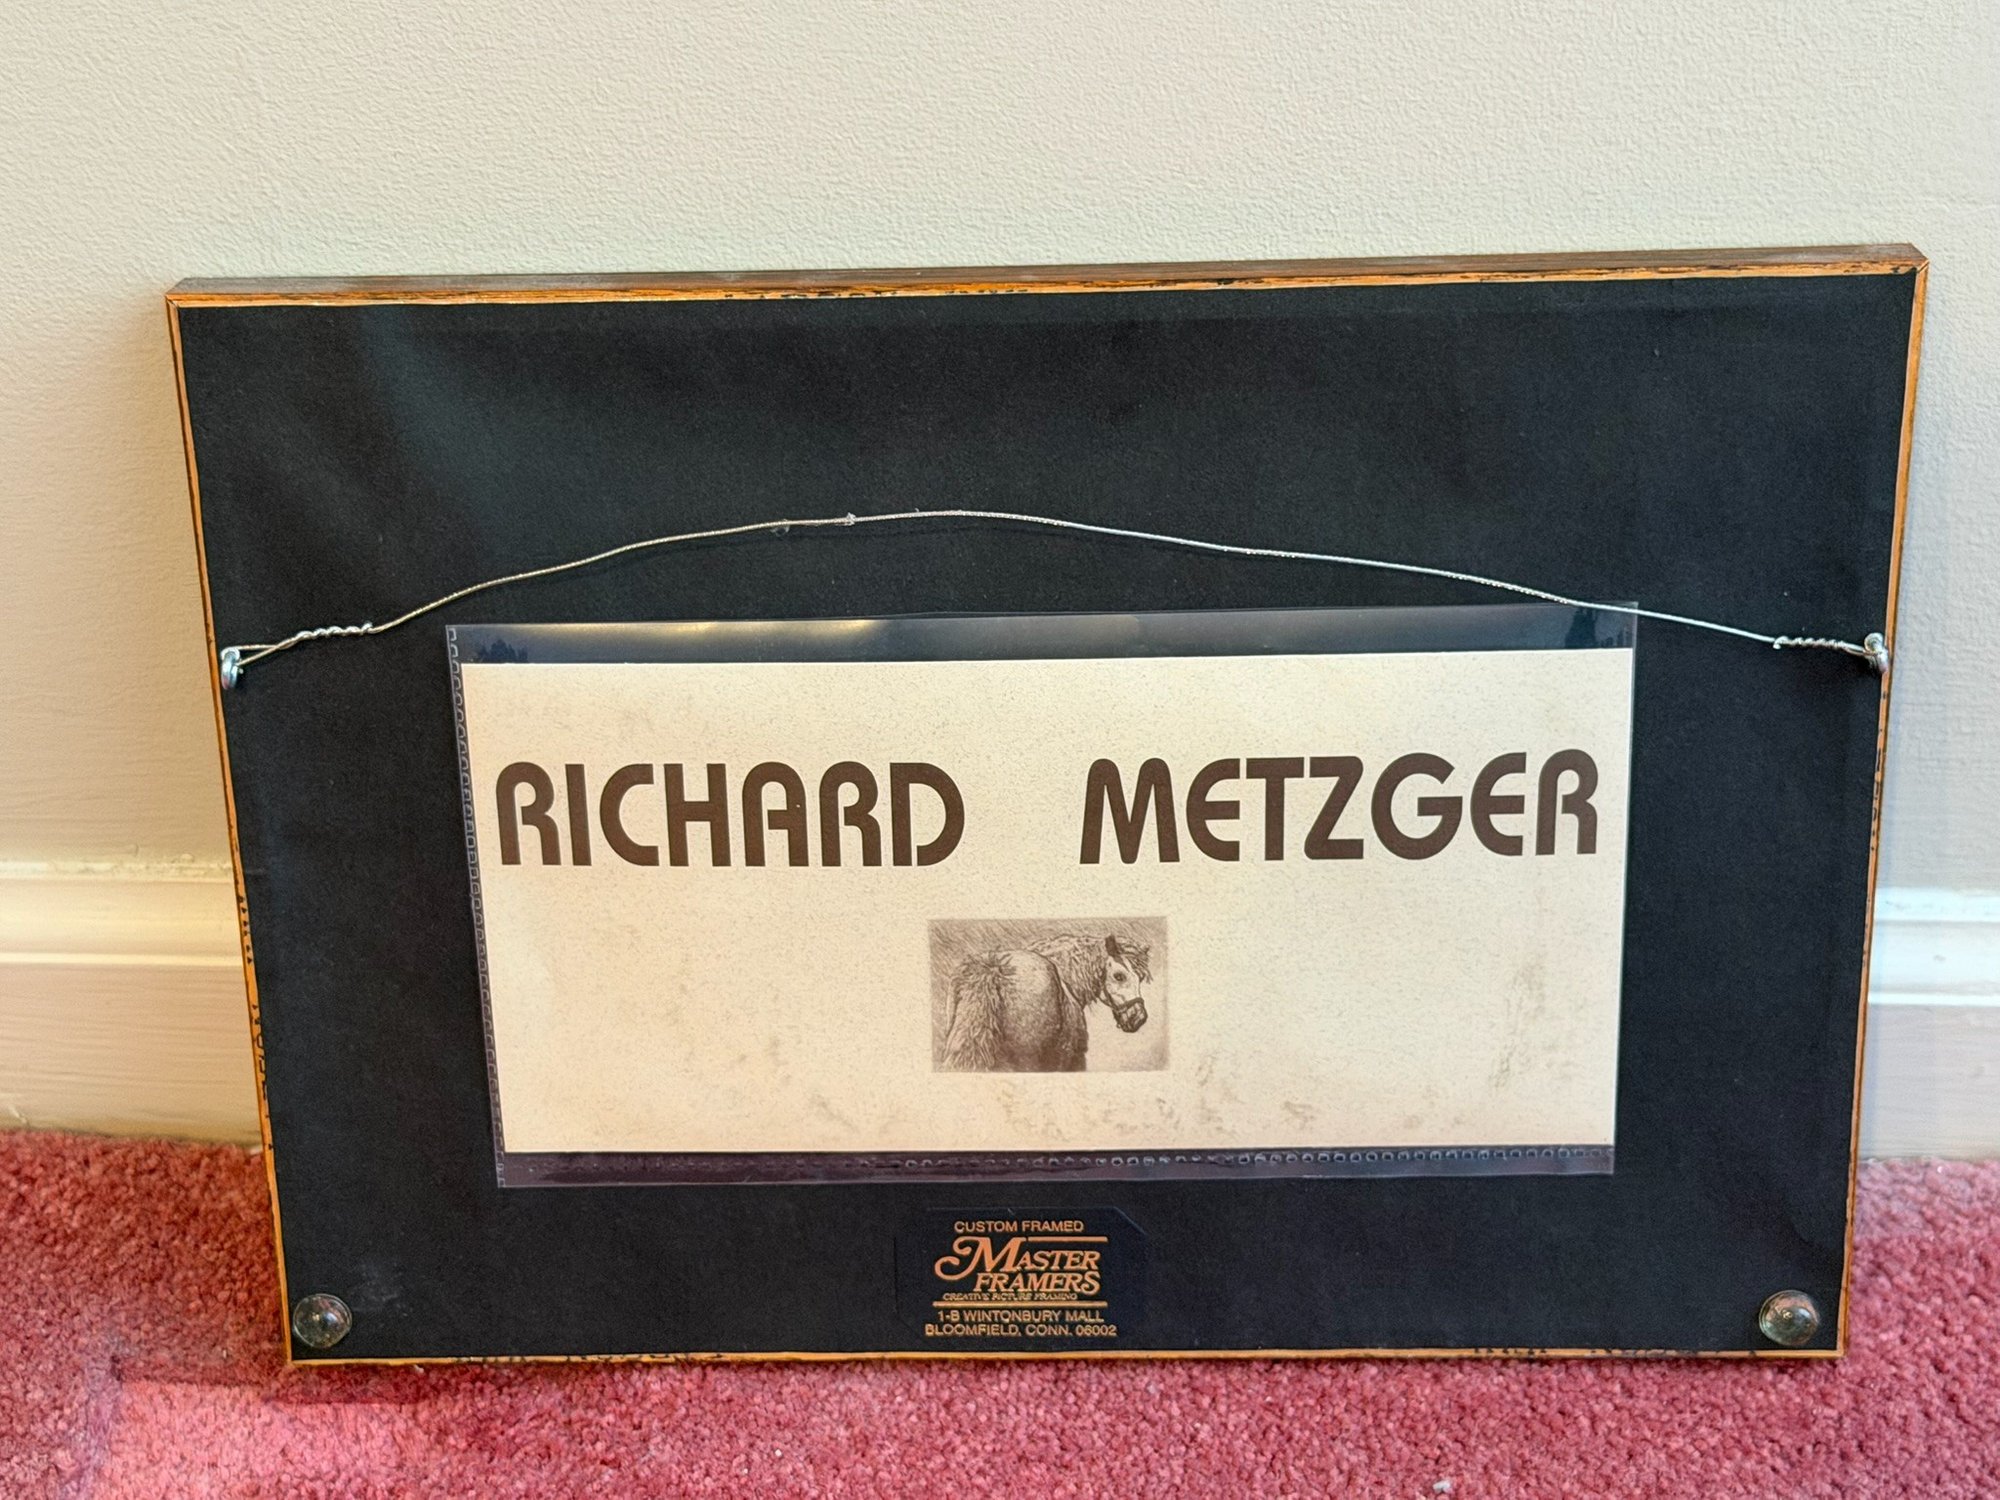 RICHARD METZGER
CUSTOM FRAMED
MASTER
FRAMERS
CREATIVE PICTURE FRAMING
1-B WINTONBURY MALL
BLOOMFIELD, CONN. 06002